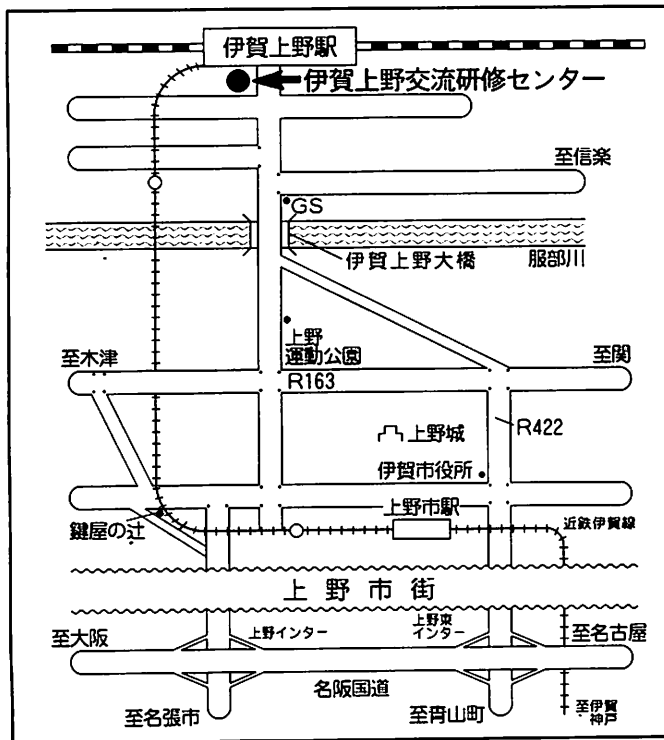 伊賀上野駅
伊賀上野交流研修センター
至信楽
GS
伊賀上野大橋
服部川
上野
運動公園
至木津
至関
R163
R422
上野城
伊賀市役所
上野市駅
鍵屋の辻
近鉄伊賀線
上野市街
至大阪
上野インター
上野東
インター
至名古屋
名阪国道
至名張市
至青山町
至伊賀
神戸